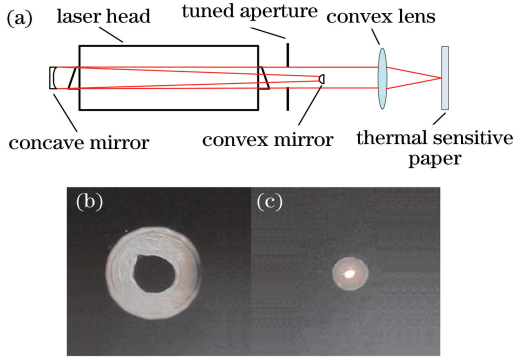 (a)
laser head
tuned aperture
convex lens
concave mirror
convex mirror
thermal sensitive
paper
(b)
(c)